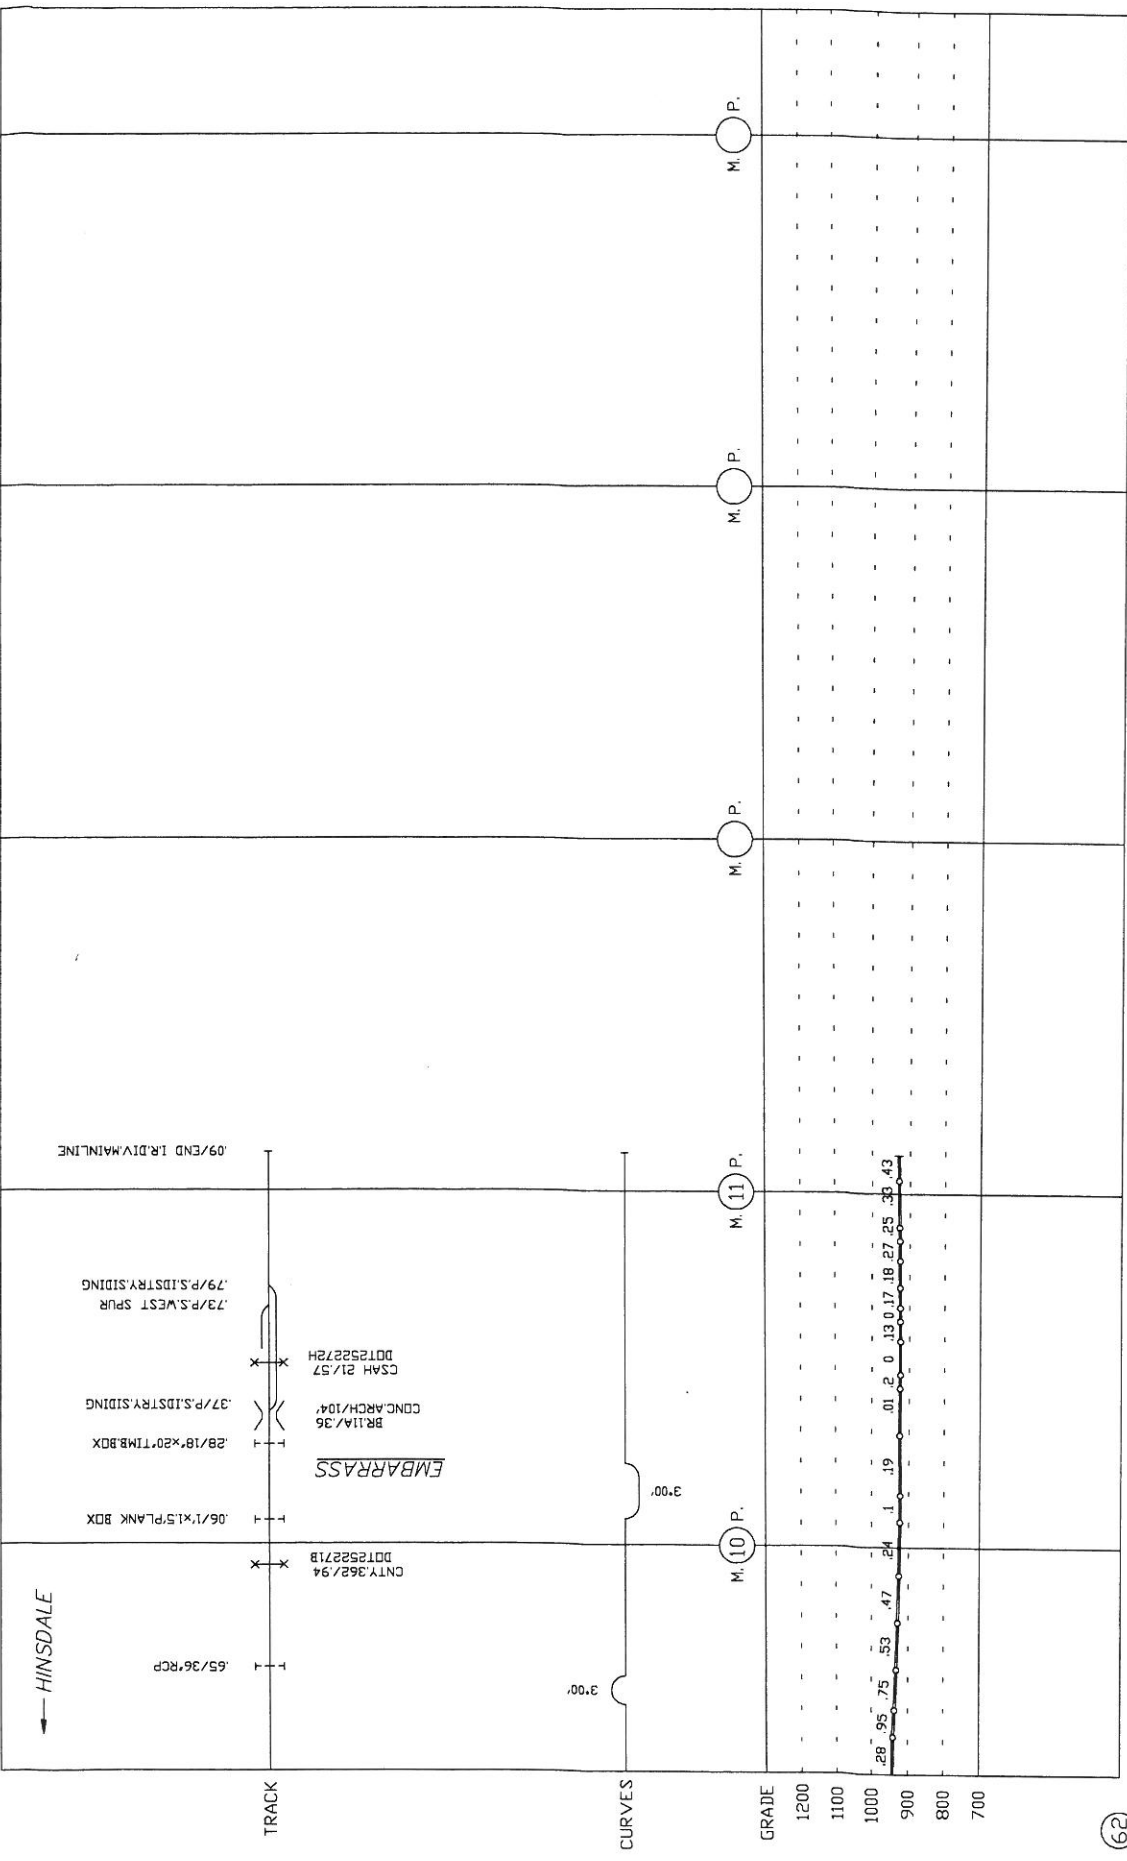 ← HINSDALE
.65/36"RCP
.06/1'x1.5'PLANK BOX
.28/18"x20"TIMB.BOX
.37/P.S.IDSTRY.SIDING
.73/P.S.WEST SPUR
.79/P.S.IDSTRY.SIDING
.09/END I.R.DIV.MAINLINE
TRACK
CNTY.362/.94
DOT252271B
EMBARRASS
BR.11A/.36
CONC.ARCH/104'
CSAH 21/.57
DOT252272H
CURVES
3°00'
3°00'
M. 10 P.
M. 11 P.
M. P.
M. P.
M. P.
GRADE
1200
1100
1000
900
800
700
.28 .95 .75 .53 .47 .24 .1 .19 .01 .2 0 .13 0 .17 .18 .27 .25 .33 .43
62